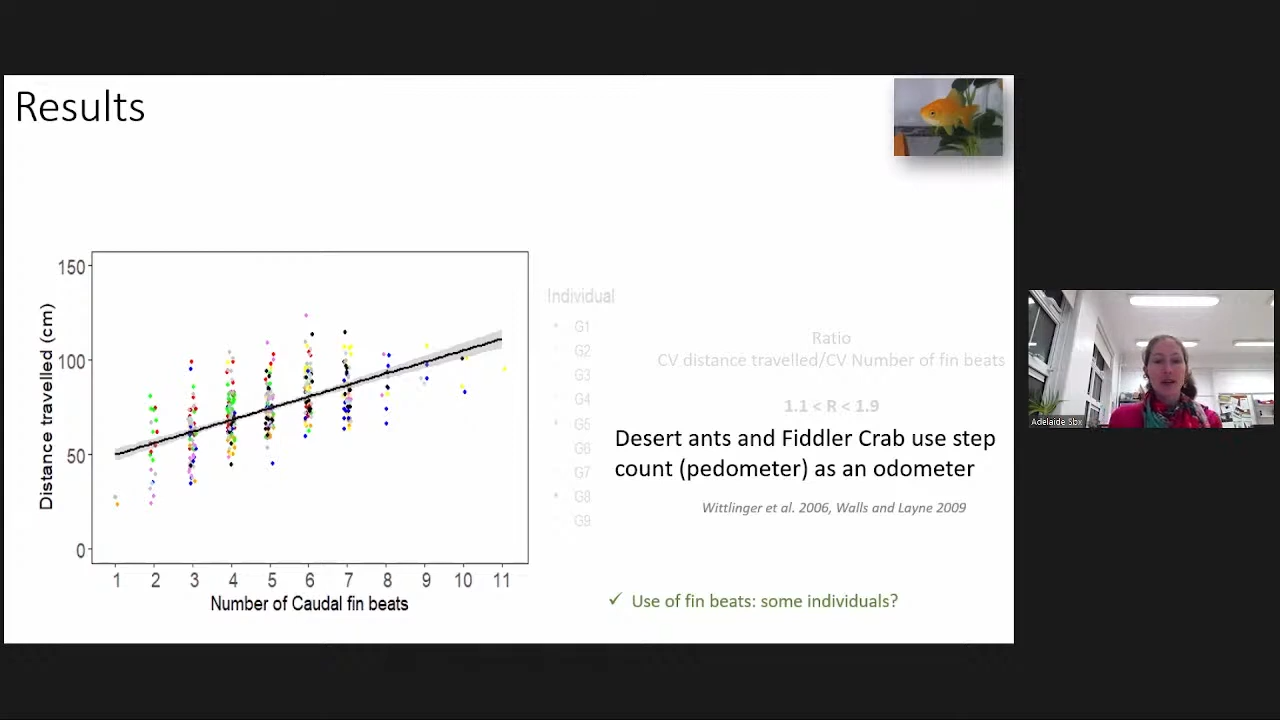 Results
150
100
50
0
Distance travelled (cm)
1 2 3 4 5 6 7 8 9 10 11
Number of Caudal fin beats
Individual
G1
G2
G3
G4
G5
G6
G7
G8
G9
Ratio
CV distance travelled/CV Number of fin beats
1.1 < R < 1.9
Desert ants and Fiddler Crab use step
count (pedometer) as an odometer
Wittlinger et al. 2006, Walls and Layne 2009
✓ Use of fin beats: some individuals?
Adelaide Sbx